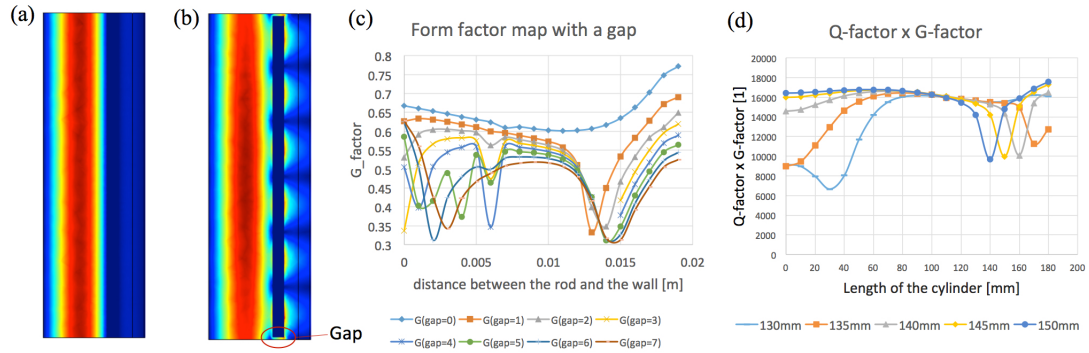 (a)
(b)
Gap
(c)
Form factor map with a gap
G_factor
0.8
0.75
0.7
0.65
0.6
0.55
0.5
0.45
0.4
0.35
0.3
0
0.005
0.01
0.015
0.02
distance between the rod and the wall [m]
G(gap=0)
G(gap=1)
G(gap=2)
G(gap=3)
G(gap=4)
G(gap=5)
G(gap=6)
G(gap=7)
(d)
Q-factor x G-factor
Q-factor x G-factor [1]
20000
18000
16000
14000
12000
10000
8000
6000
4000
2000
0
0 20 40 60 80 100 120 140 160 180 200
Length of the cylinder [mm]
130mm
135mm
140mm
145mm
150mm